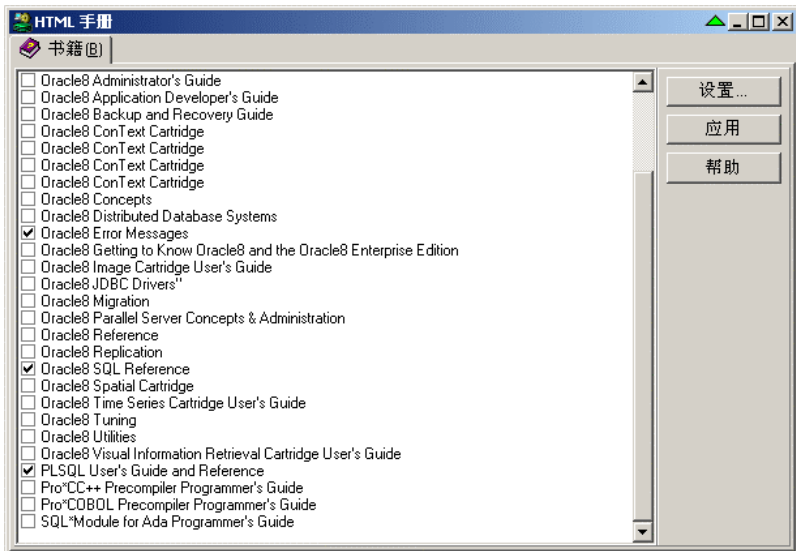 HTML 手册
书籍(B)
Oracle8 Administrator's Guide
Oracle8 Application Developer's Guide
Oracle8 Backup and Recovery Guide
Oracle8 ConText Cartridge
Oracle8 ConText Cartridge
Oracle8 ConText Cartridge
Oracle8 ConText Cartridge
Oracle8 Concepts
Oracle8 Distributed Database Systems
Oracle8 Error Messages
Oracle8 Getting to Know Oracle8 and the Oracle8 Enterprise Edition
Oracle8 Image Cartridge User's Guide
Oracle8 JDBC Drivers''
Oracle8 Migration
Oracle8 Parallel Server Concepts & Administration
Oracle8 Reference
Oracle8 Replication
Oracle8 SQL Reference
Oracle8 Spatial Cartridge
Oracle8 Time Series Cartridge User's Guide
Oracle8 Tuning
Oracle8 Utilities
Oracle8 Visual Information Retrieval Cartridge User's Guide
PLSQL User's Guide and Reference
Pro*CC++ Precompiler Programmer's Guide
Pro*COBOL Precompiler Programmer's Guide
SQL*Module for Ada Programmer's Guide
设置...
应用
帮助